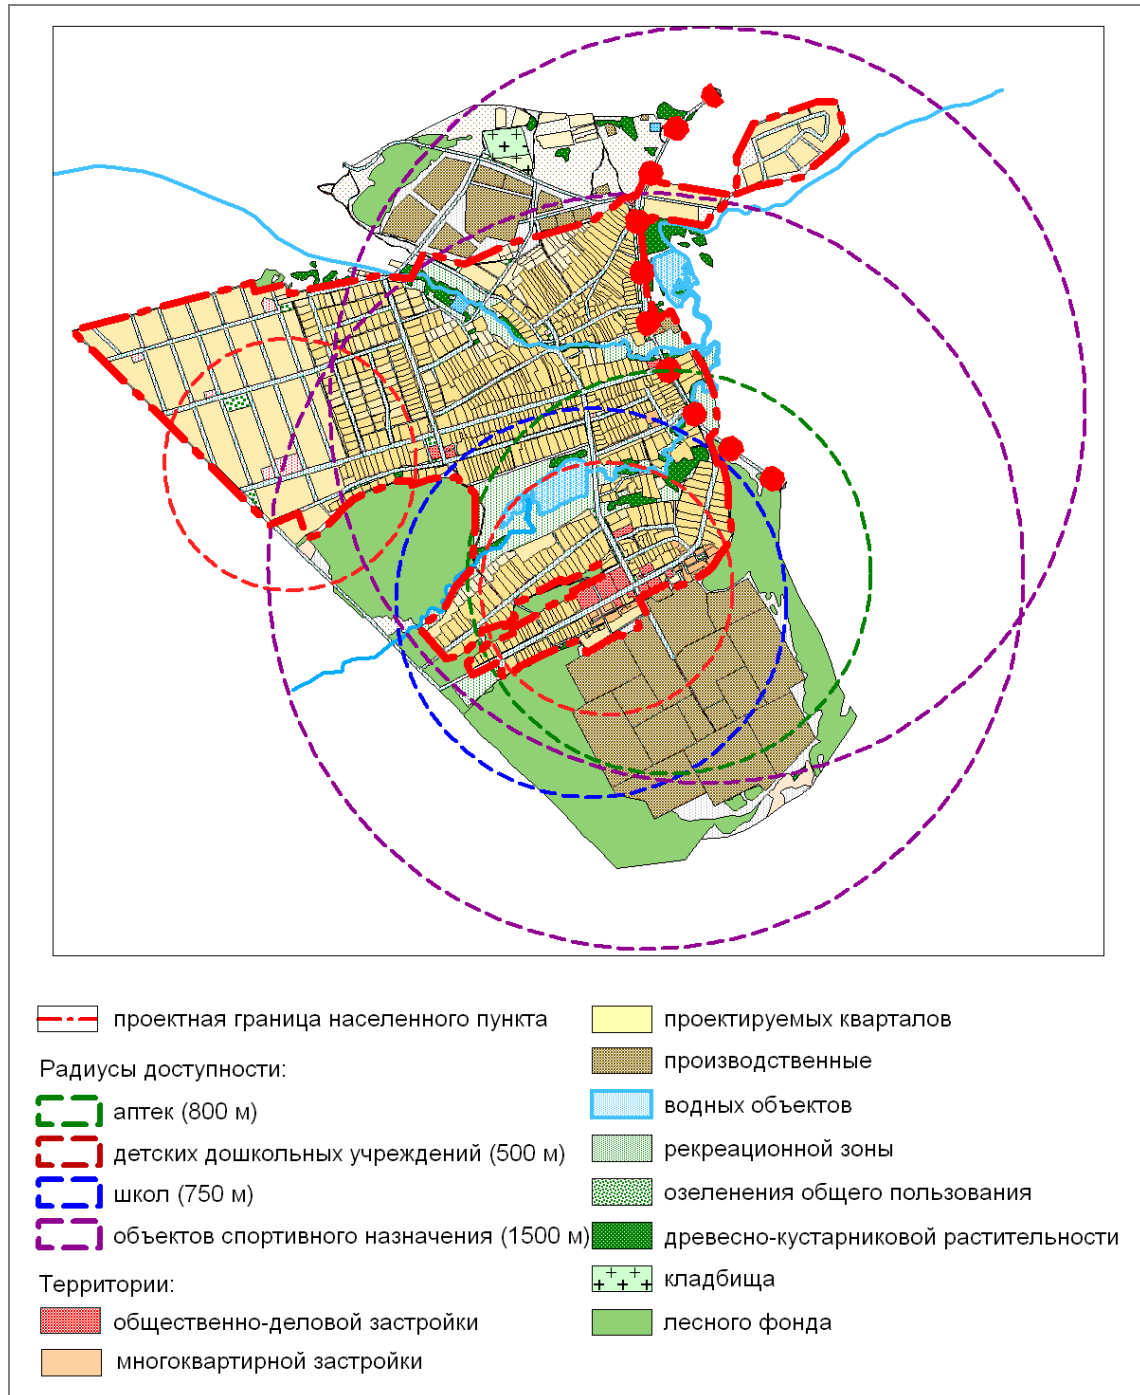 проектная граница населенного пункта
Радиусы доступности:
аптек (800 м)
детских дошкольных учреждений (500 м)
школ (750 м)
объектов спортивного назначения (1500 м)
Территории:
общественно-деловой застройки
многоквартирной застройки
проектируемых кварталов
производственные
водных объектов
рекреационной зоны
озеленения общего пользования
древесно-кустарниковой растительности
кладбища
лесного фонда